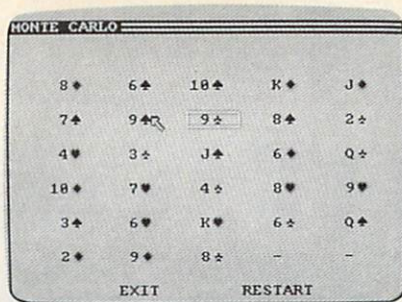 MONTE CARLO
8♦ 6♠ 10♠ K♦ J♦
7♠ 9♠ 9♣ 8♠ 2♣
4♥ 3♣ J♠ 6♦ Q♣
10♦ 7♥ 4♣ 8♥ 9♥
3♠ 6♥ K♥ 6♣ Q♠
2♦ 9♦ 8♣ - -
EXIT RESTART